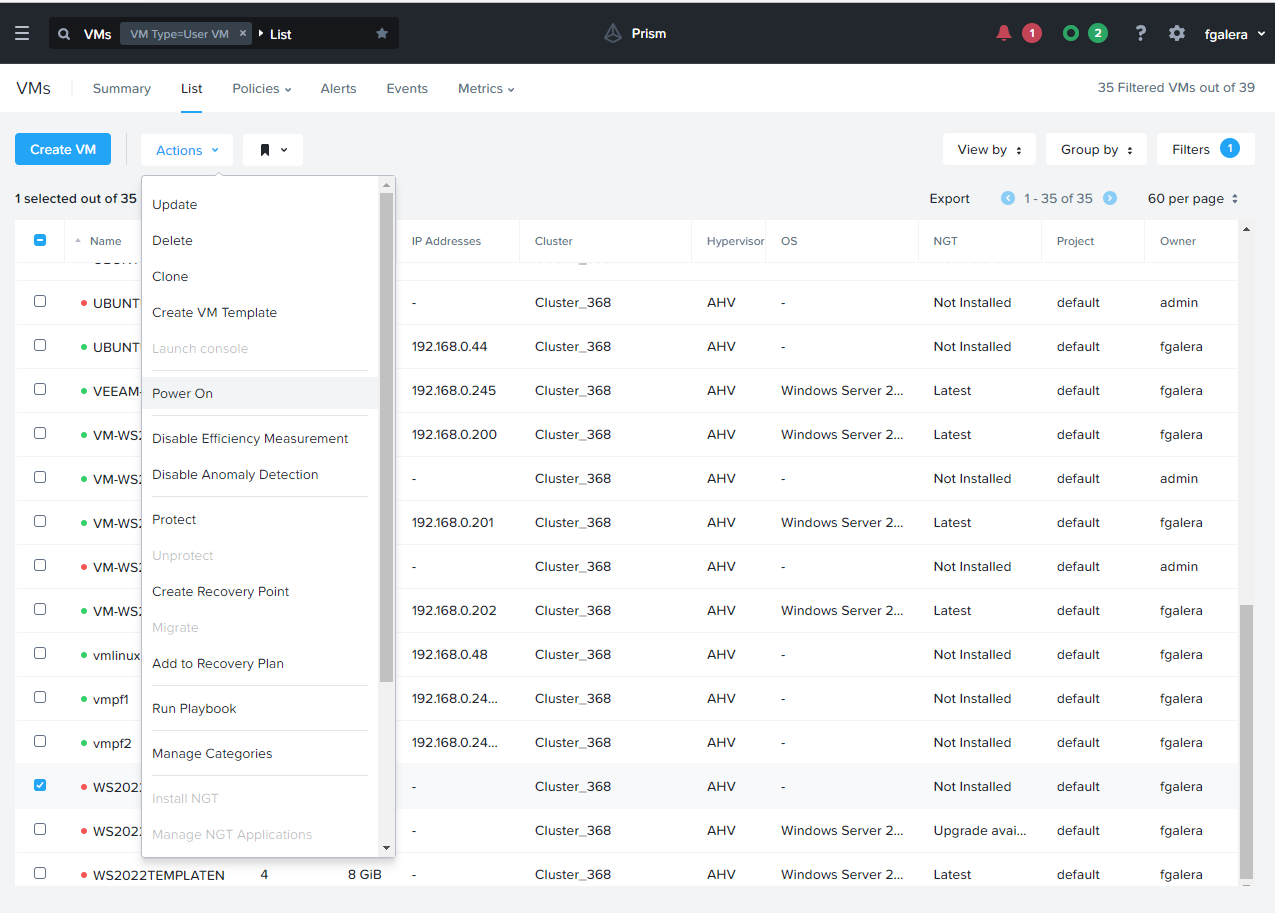 VMs VM Type=User VM × List Prism 1 2 ? fgalera
VMs Summary List Policies Alerts Events Metrics 35 Filtered VMs out of 39
Create VM Actions View by Group by Filters 1
1 selected out of 35 Export 1 - 35 of 35 60 per page
Name IP Addresses Cluster Hypervisor OS NGT Project Owner
Update
Delete
Clone
Create VM Template
Launch console
Power On
Disable Efficiency Measurement
Disable Anomaly Detection
Protect
Unprotect
Create Recovery Point
Migrate
Add to Recovery Plan
Run Playbook
Manage Categories
Install NGT
Manage NGT Applications
UBUNT - Cluster_368 AHV - Not Installed default admin
UBUNT 192.168.0.44 Cluster_368 AHV - Not Installed default fgalera
VEEAM- 192.168.0.245 Cluster_368 AHV Windows Server 2... Latest default fgalera
VM-WS2 192.168.0.200 Cluster_368 AHV Windows Server 2... Latest default fgalera
VM-WS2 - Cluster_368 AHV - Not Installed default admin
VM-WS2 192.168.0.201 Cluster_368 AHV Windows Server 2... Latest default fgalera
VM-WS2 - Cluster_368 AHV - Not Installed default admin
VM-WS2 192.168.0.202 Cluster_368 AHV Windows Server 2... Latest default fgalera
vmlinux 192.168.0.48 Cluster_368 AHV - Not Installed default fgalera
vmpf1 192.168.0.24... Cluster_368 AHV - Not Installed default fgalera
vmpf2 192.168.0.24... Cluster_368 AHV - Not Installed default fgalera
WS2022 - Cluster_368 AHV - Not Installed default fgalera
WS2022 - Cluster_368 AHV Windows Server 2... Upgrade avai... default fgalera
WS2022TEMPLATEN 4 8 GiB - Cluster_368 AHV Windows Server 2... Latest default fgalera